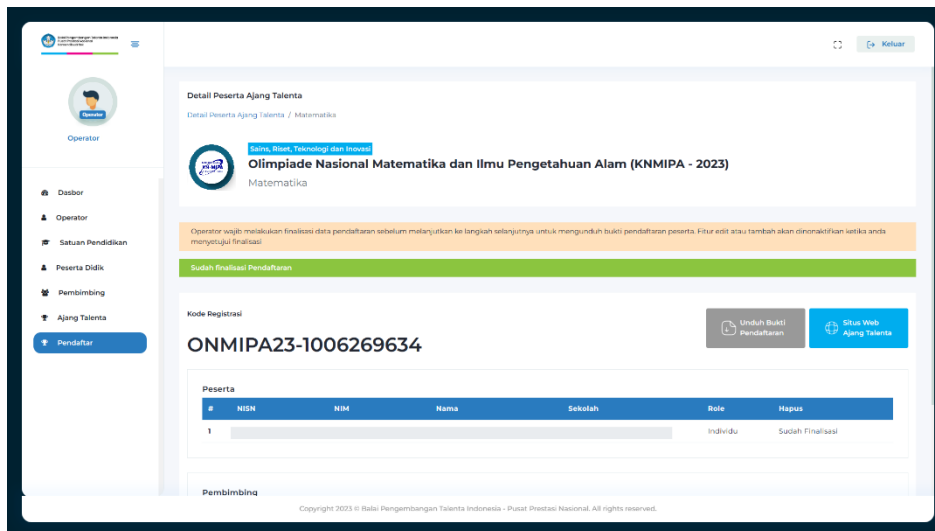 Keluar
Operator
Operator
Dasbor
Operator
Satuan Pendidikan
Peserta Didik
Pembimbing
Ajang Talenta
Pendaftar
Detail Peserta Ajang Talenta
Detail Peserta Ajang Talenta / Matematika
Sains, Riset, Teknologi dan Inovasi
Olimpiade Nasional Matematika dan Ilmu Pengetahuan Alam (KNMIPA - 2023)
Matematika
Operator wajib melakukan finalisasi data pendaftaran sebelum melanjutkan ke langkah selanjutnya untuk mengunduh bukti pendaftaran peserta. Fitur edit atau tambah akan dinonaktifkan ketika anda
menyetujui finalisasi
Sudah finalisasi Pendaftaran
Kode Registrasi
ONMIPA23-1006269634
Unduh Bukti
Pendaftaran
Situs Web
Ajang Talenta
Peserta
# NISN NIM Nama Sekolah Role Hapus
1 Individu Sudah Finalisasi
Pembimbing
Copyright 2023 © Balai Pengembangan Talenta Indonesia - Pusat Prestasi Nasional. All rights reserved.